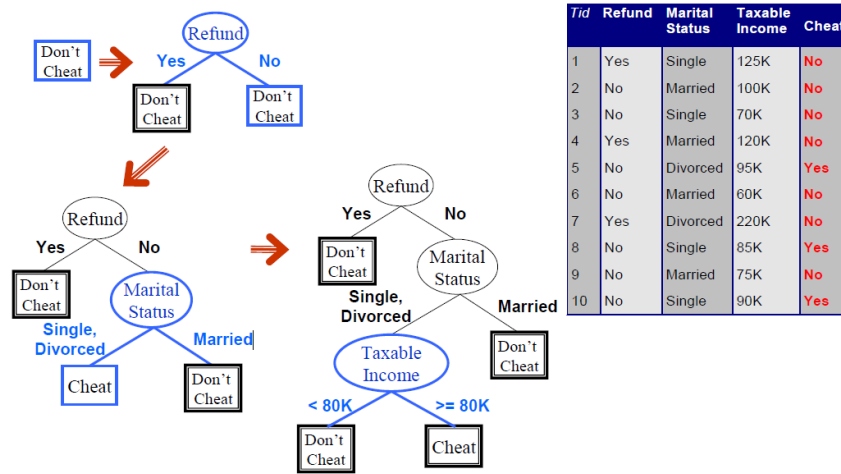 Don't
Cheat
Refund
Yes
No
Don't
Cheat
Don't
Cheat
Refund
Yes
No
Don't
Cheat
Marital
Status
Single,
Divorced
Married
Cheat
Don't
Cheat
Refund
Yes
No
Don't
Cheat
Marital
Status
Single,
Divorced
Married
Taxable
Income
Don't
Cheat
< 80K
>= 80K
Don't
Cheat
Cheat
Tid Refund Marital Status Taxable Income Cheat
1 Yes Single 125K No
2 No Married 100K No
3 No Single 70K No
4 Yes Married 120K No
5 No Divorced 95K Yes
6 No Married 60K No
7 Yes Divorced 220K No
8 No Single 85K Yes
9 No Married 75K No
10 No Single 90K Yes